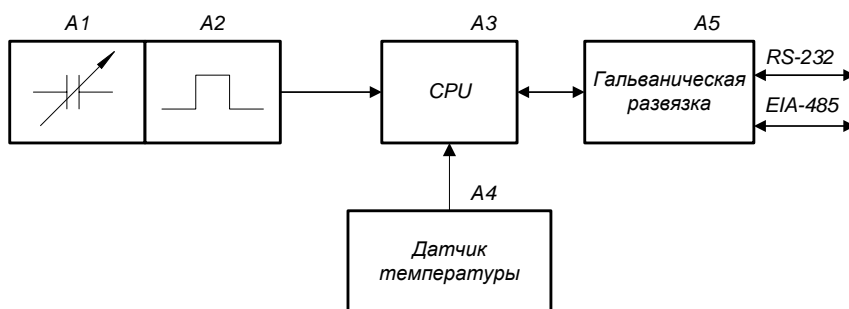 A1
A2
A3
A5
CPU
Гальваническая
развязка
RS-232
EIA-485
A4
Датчик
температуры